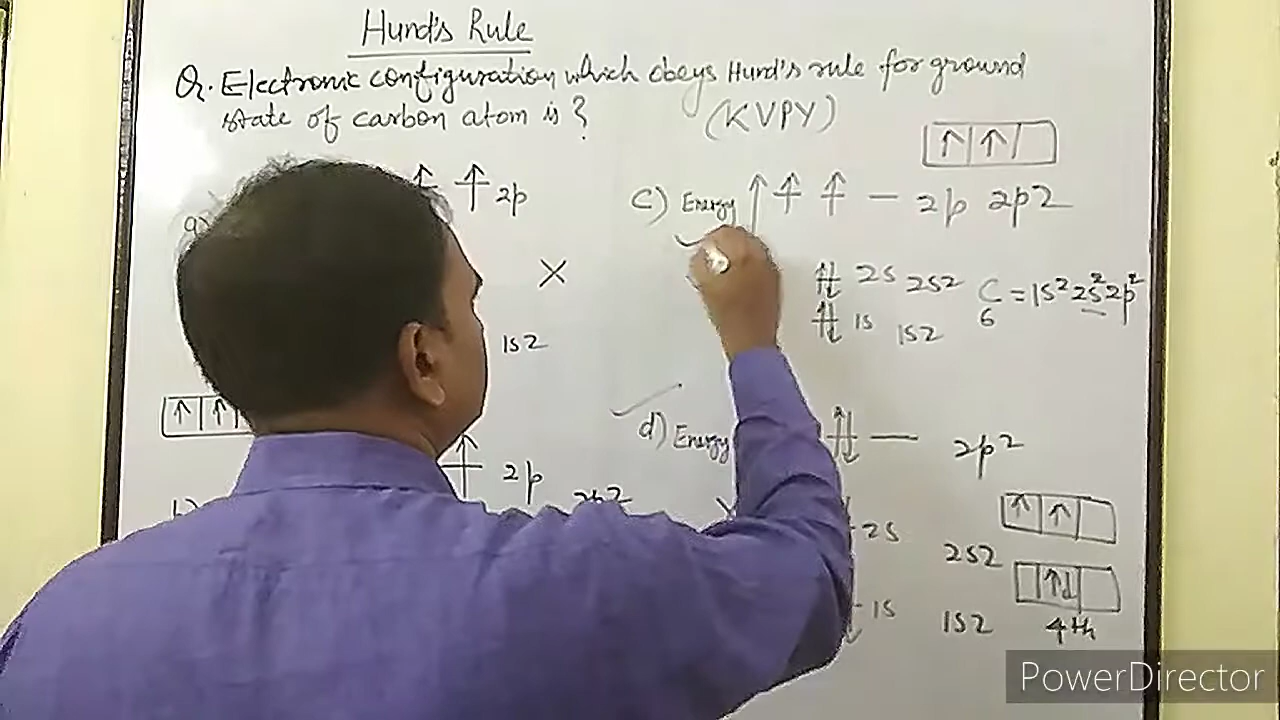 Hund's Rule
Q. Electronic configuration which obeys Hund's rule for ground
state of carbon atom is ?
(KVPY)
2p
1s2
2p
c) Energy
2p 2p2
2s 2s2
1s 1s2
C = 1s² 2s² 2p²
6
d) Energy
2p²
2s
2s2
1s
1s2
4th
PowerDirector